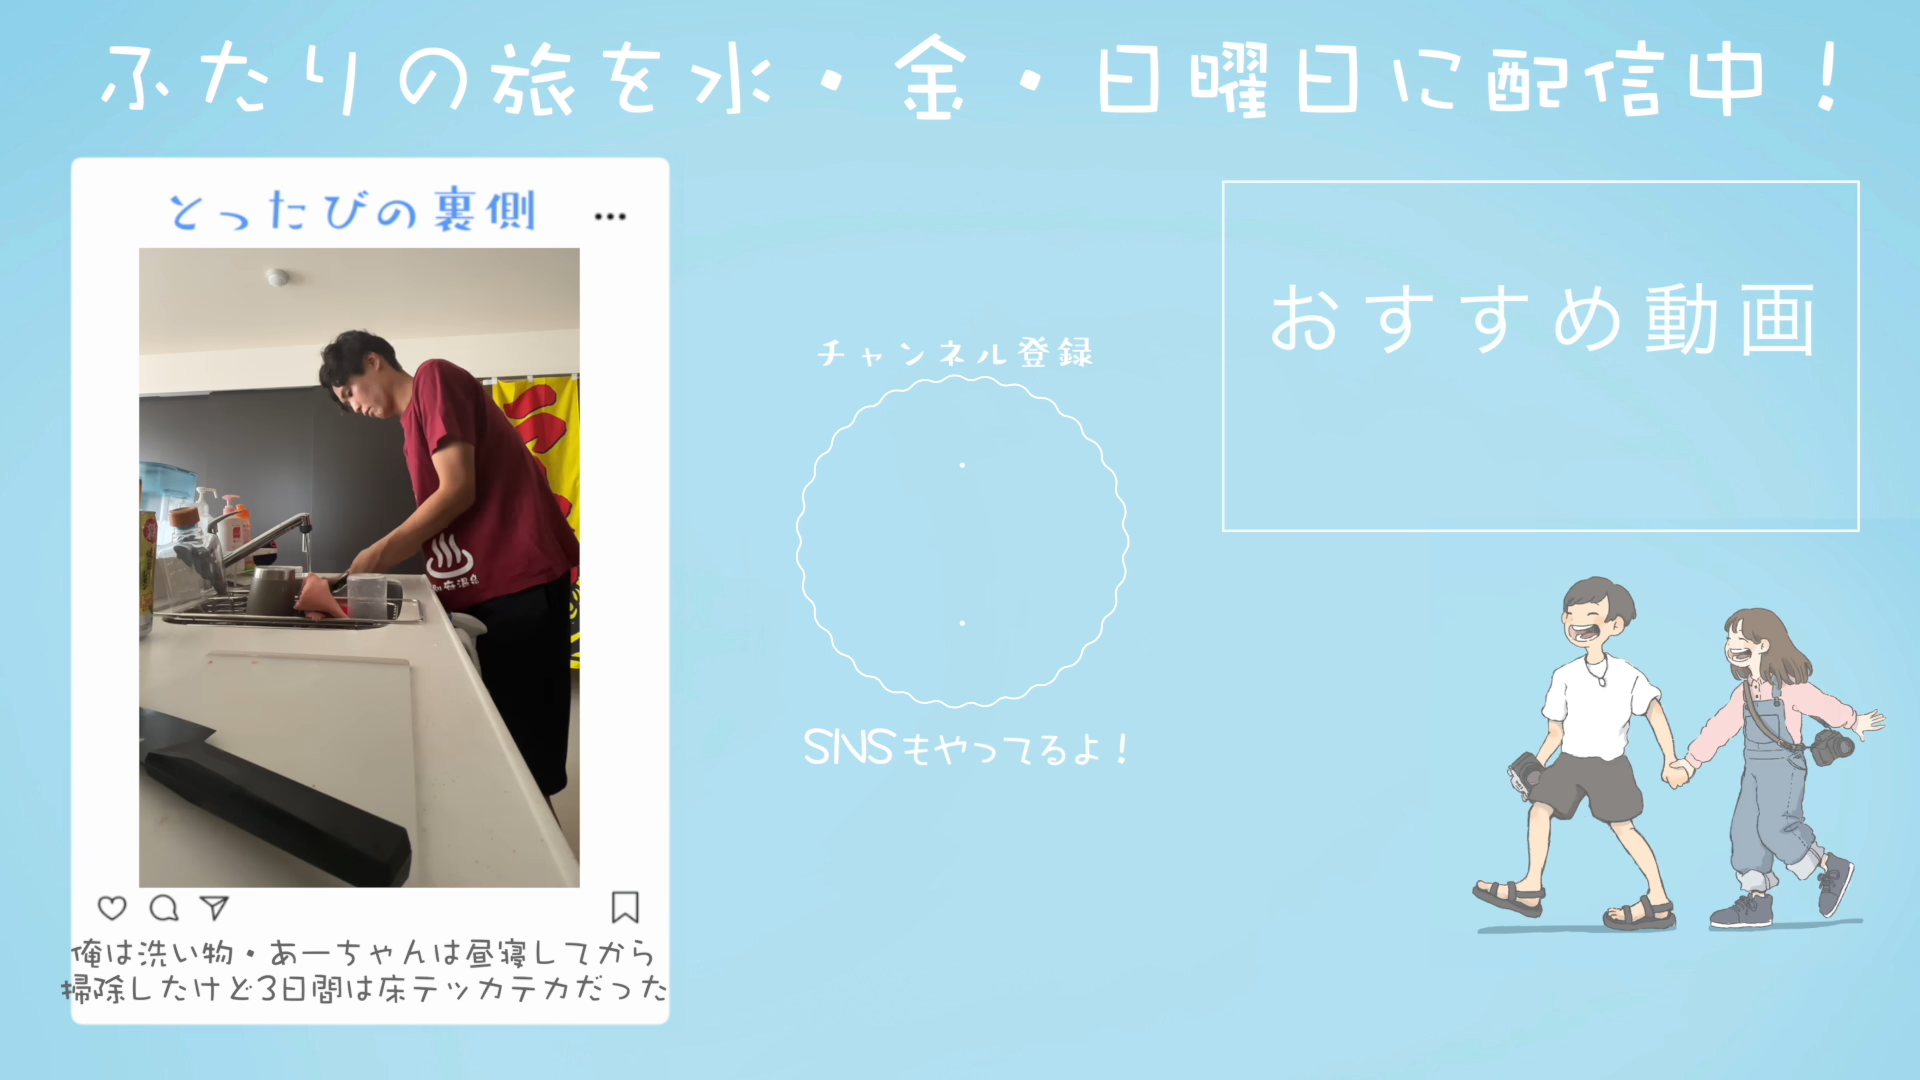 ふたりの旅を水・金・日曜日に配信中！
とったびの裏側
チャンネル登録
おすすめ動画
SNSもやってるよ！
俺は洗い物・あーちゃんは昼寝してから
掃除したけど3日間は床テッカテカだった